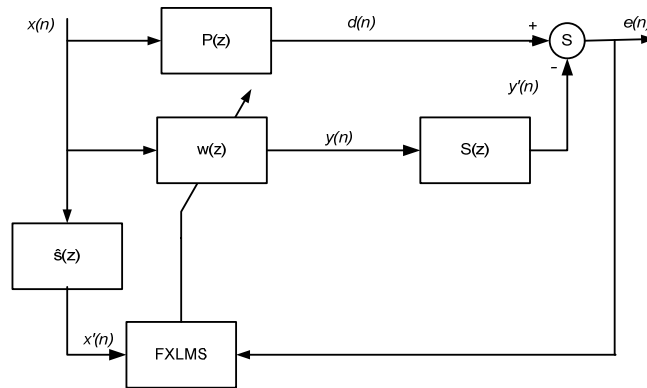 x(n)
P(z)
d(n)
+
S
e(n)
-
y'(n)
w(z)
y(n)
S(z)
ŝ(z)
x'(n)
FXLMS